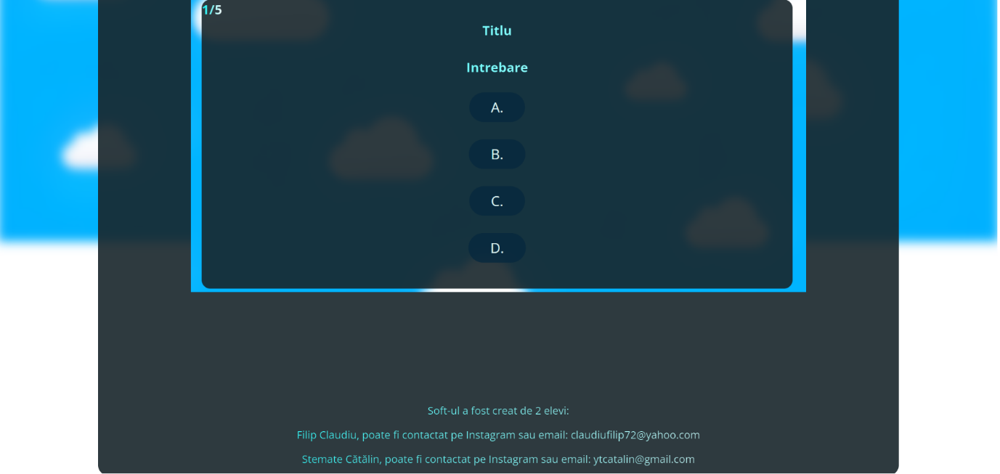 1/5
Titlu
Intrebare
A.
B.
C.
D.
Soft-ul a fost creat de 2 elevi:
Filip Claudiu, poate fi contactat pe Instagram sau email: claudiufilip72@yahoo.com
Stemate Cătălin, poate fi contactat pe Instagram sau email: ytcatalin@gmail.com